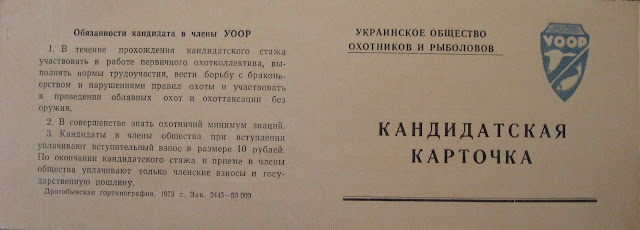 Обязанности кандидата в члены УООР
1. В течение прохождения кандидатского стажа
участвовать в работе первичного охотколлектива, вы-
полнять нормы трудоучастия, вести борьбу с браконь-
ерством и нарушениями правил охоты и участвовать
в проведении облавных охот и охоттаксации без
оружия.
2. В совершенстве знать охотничий минимум знаний.
3. Кандидаты в члены общества при вступлении
уплачивают вступительный взнос в размере 10 рублей.
По окончании кандидатского стажа и приеме в члены
общества уплачивают только членские взносы и госу-
дарственную пошлину.
Дрогобычская гортипография, 1973 г. Зак. 2445—50 000
УКРАИНСКОЕ ОБЩЕСТВО
ОХОТНИКОВ И РЫБОЛОВОВ
УООР
КАНДИДАТСКАЯ
КАРТОЧКА